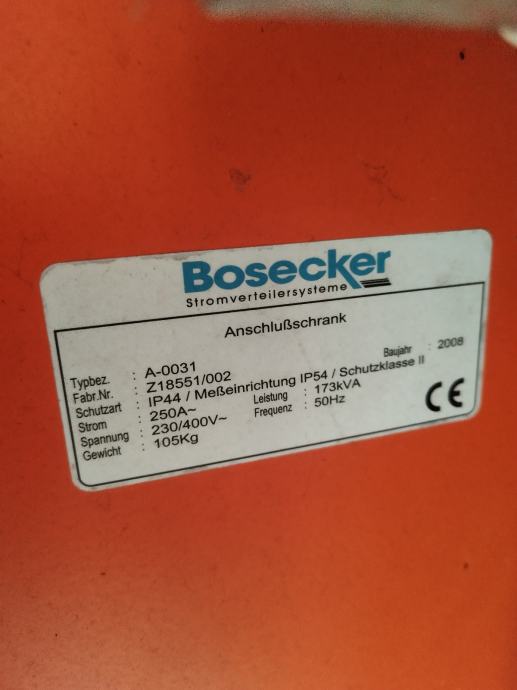 Bosecker
Stromverteilersysteme
Anschlußschrank
Typbez. : A-0031 Baujahr : 2008
Fabr.Nr. : Z18551/002
Schutzart : IP44 / Meßeinrichtung IP54 / Schutzklasse II
Strom : 250A~ Leistung : 173kVA
Spannung : 230/400V~ Frequenz : 50Hz
Gewicht : 105Kg
CE